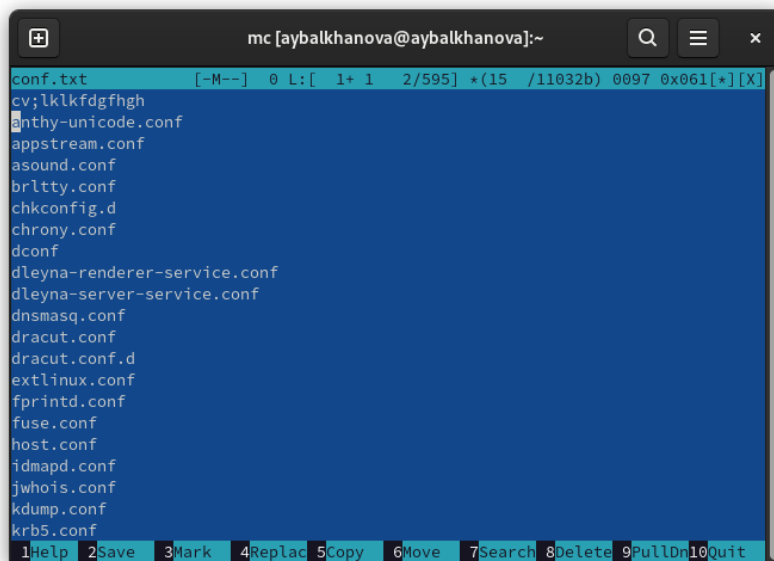 mc [aybalkhanova@aybalkhanova]:~
conf.txt [-M--] 0 L:[ 1+ 1 2/595] *(15 /11032b) 0097 0x061[*][X]
cv;lklkfdgfhgh
anthy-unicode.conf
appstream.conf
asound.conf
brltty.conf
chkconfig.d
chrony.conf
dconf
dleyna-renderer-service.conf
dleyna-server-service.conf
dnsmasq.conf
dracut.conf
dracut.conf.d
extlinux.conf
fprintd.conf
fuse.conf
host.conf
idmapd.conf
jwhois.conf
kdump.conf
krb5.conf
1Help 2Save 3Mark 4Replac 5Copy 6Move 7Search 8Delete 9PullDn 10Quit